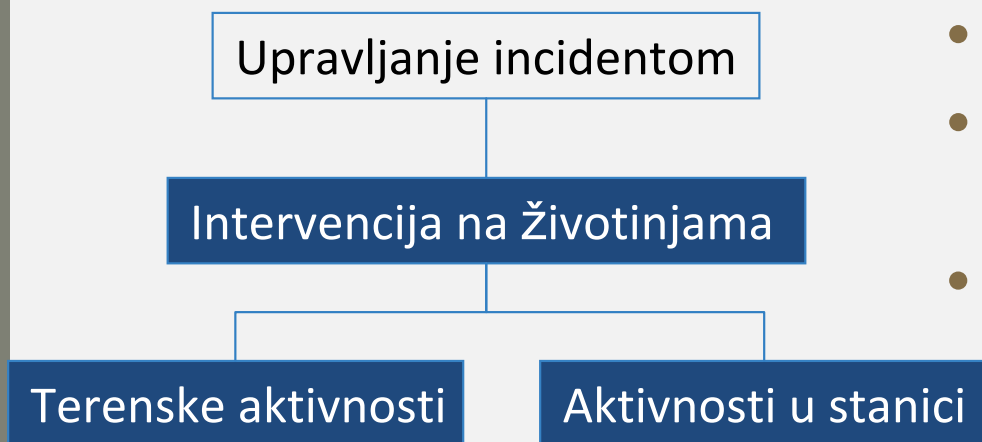 Upravljanje incidentom
Intervencija na životinjama
Terenske aktivnosti
Aktivnosti u stanici